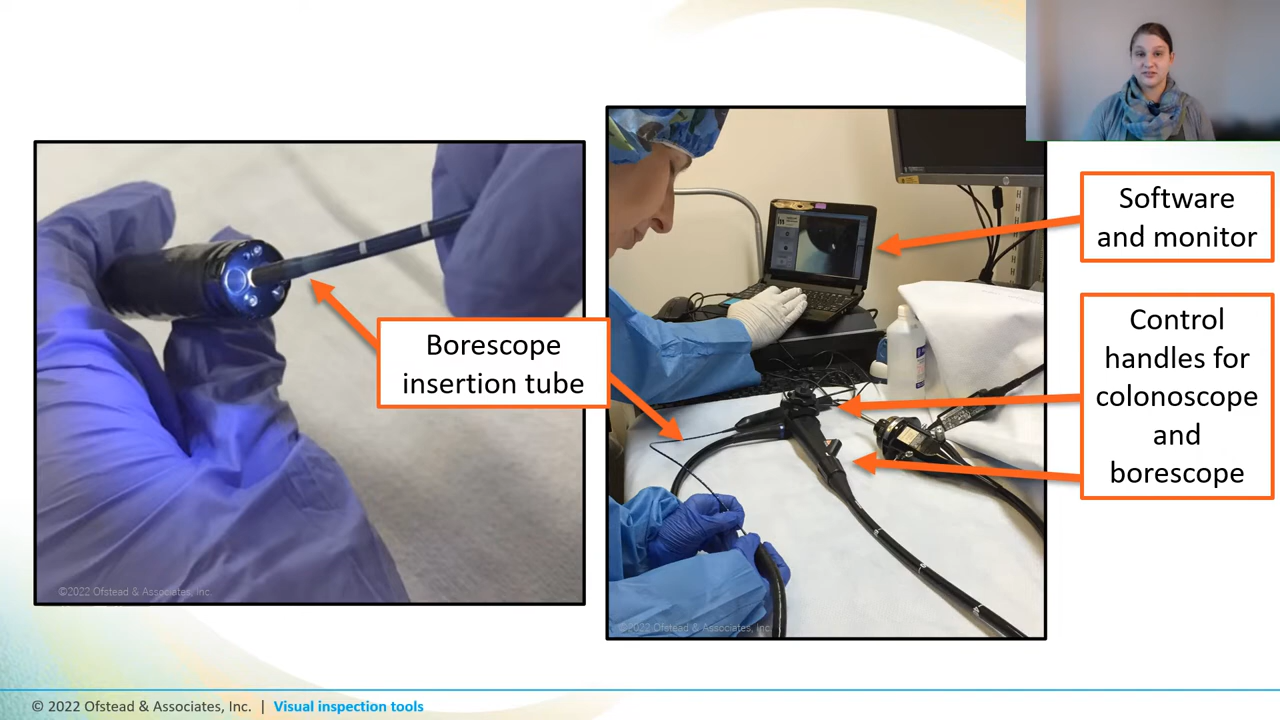 Software
and monitor
Control
handles for
colonoscope
and
borescope
Borescope
insertion tube
©2022 Ofstead & Associates, Inc.
©2022 Ofstead & Associates, Inc.
© 2022 Ofstead & Associates, Inc. | Visual inspection tools